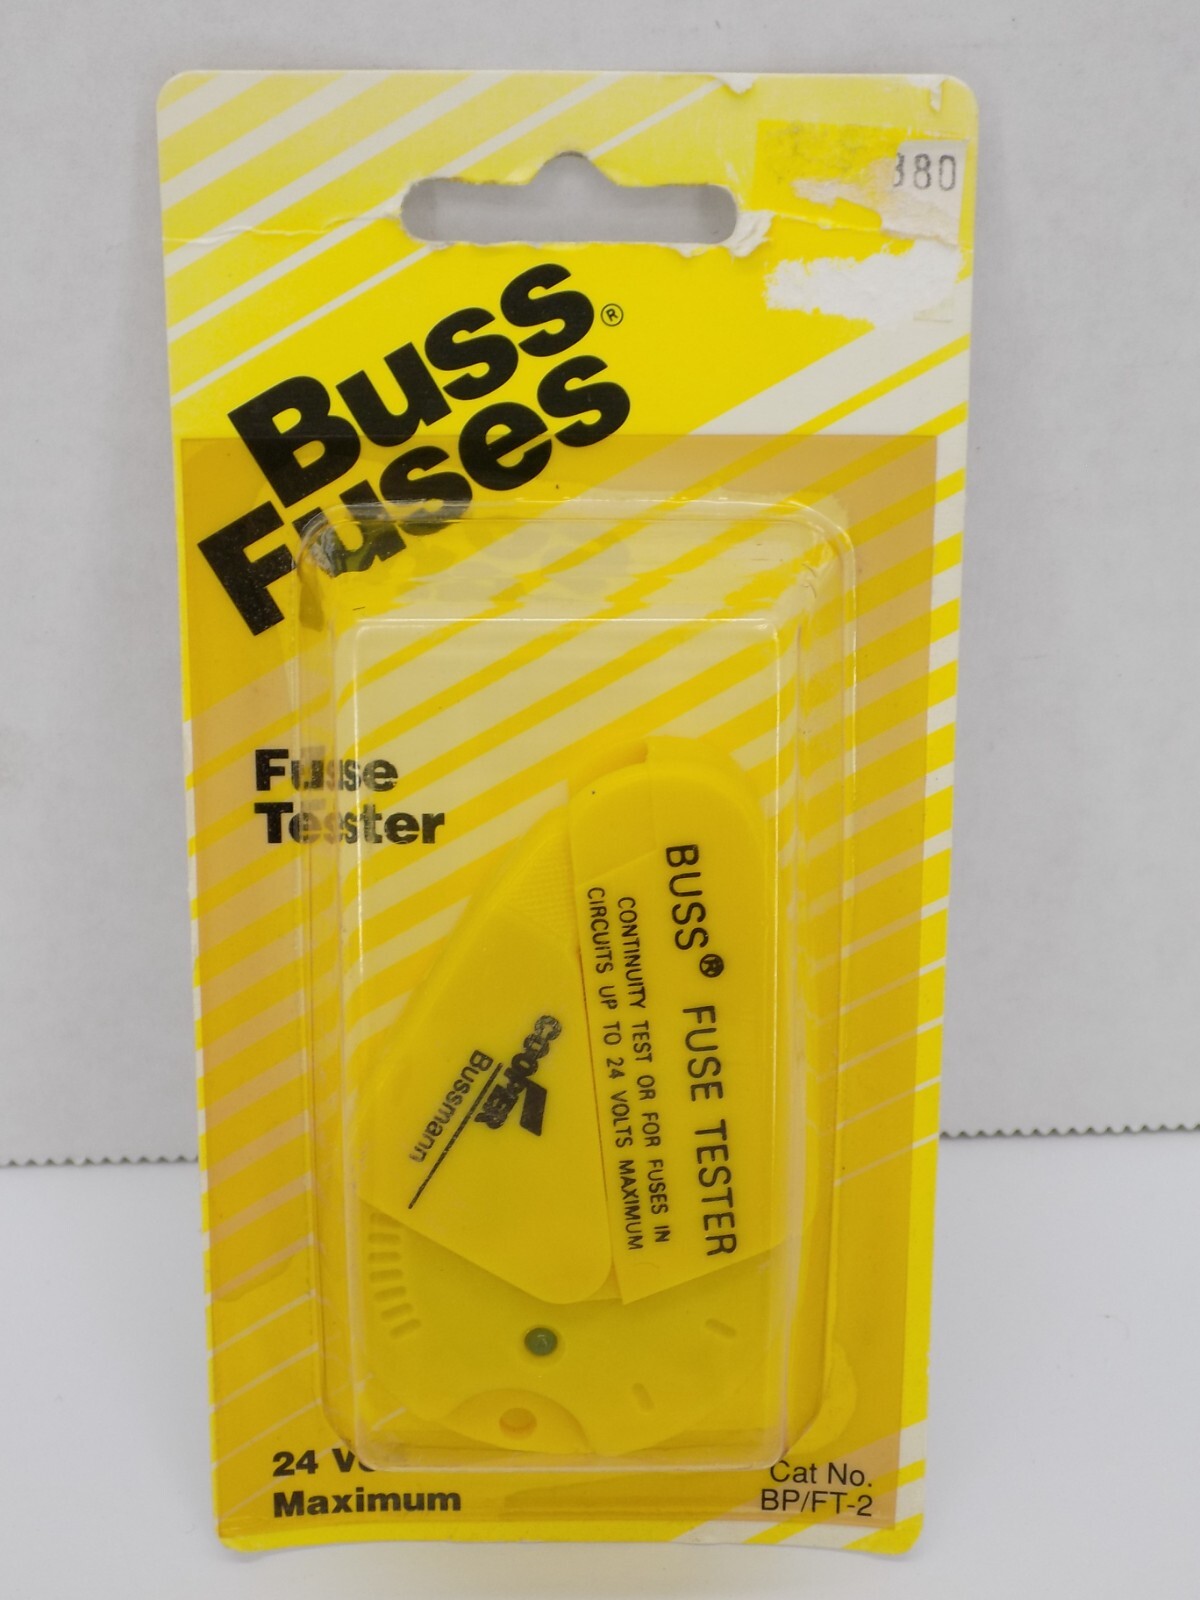 380
Buss®
Fuses
Fuse
Tester
BUSS® FUSE TESTER
CONTINUITY TEST OR FOR FUSES IN
CIRCUITS UP TO 24 VOLTS MAXIMUM
COOPER
Bussmann
24
Maximum
Cat No.
BP/FT-2